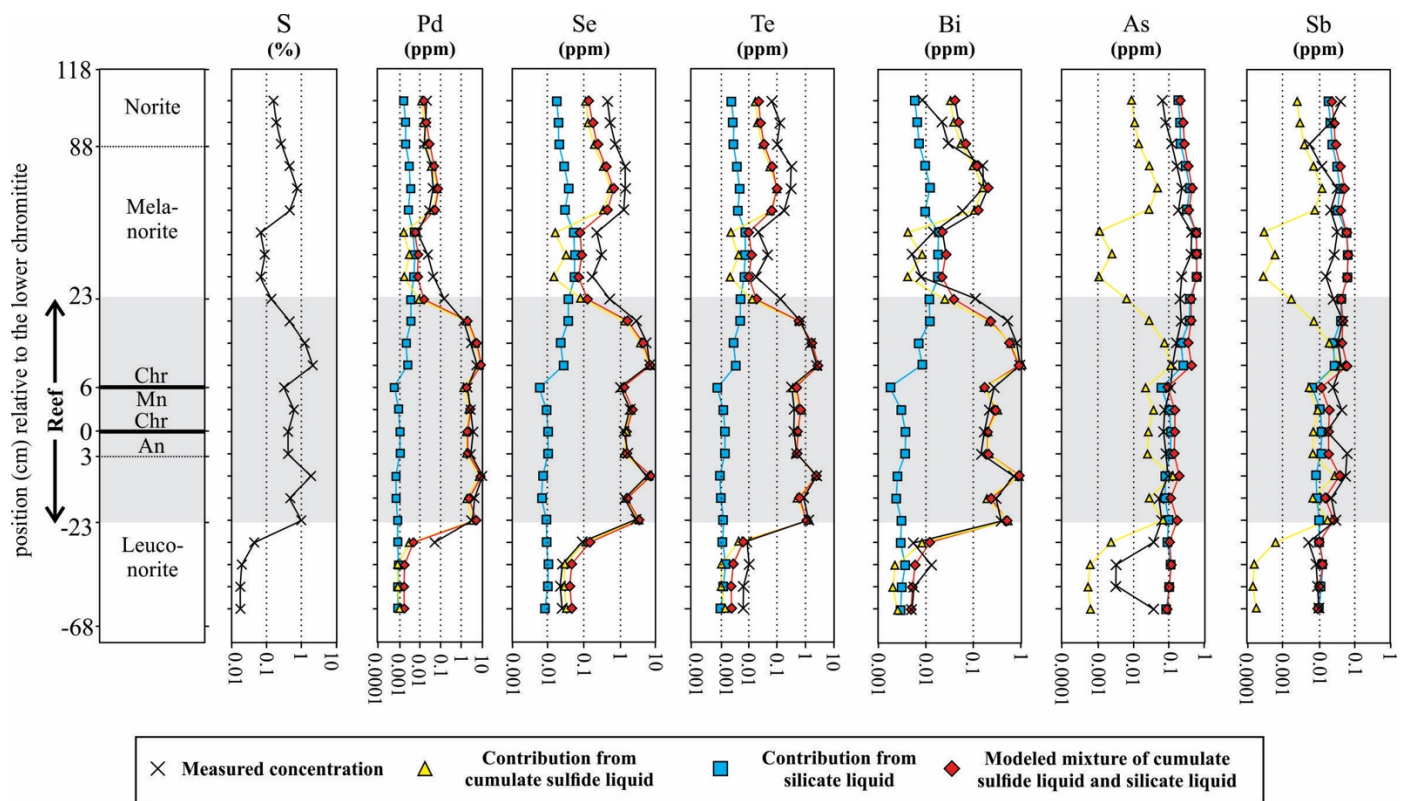 S
(%)
Pd
(ppm)
Se
(ppm)
Te
(ppm)
Bi
(ppm)
As
(ppm)
Sb
(ppm)
position (cm) relative to the lower chromitite
118
88
23
6
0
3
-23
-68
Reef
Norite
Mela-
norite
Chr
Mn
Chr
An
Leuco-
norite
0.01 0.1 1 10
0.0001 0.001 0.01 0.1 1 10
0.001 0.01 0.1 1 10
0.001 0.01 0.1 1 10
0.001 0.01 0.1 1
0.0001 0.001 0.01 0.1 1
0.0001 0.001 0.01 0.1 1
Measured concentration
Contribution from
cumulate sulfide liquid
Contribution from
silicate liquid
Modeled mixture of cumulate
sulfide liquid and silicate liquid